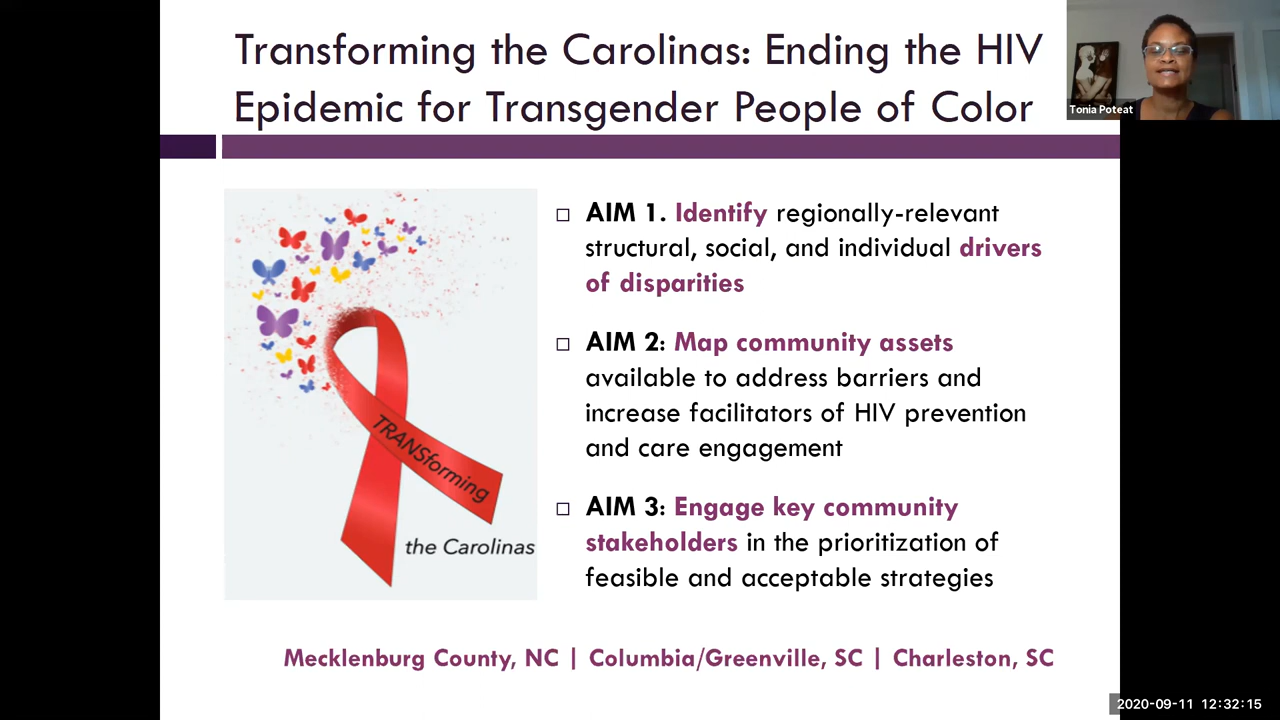 Transforming the Carolinas: Ending the HIV
Epidemic for Transgender People of Color
Tonia Poteat
□ AIM 1. Identify regionally-relevant
structural, social, and individual drivers
of disparities
□ AIM 2: Map community assets
available to address barriers and
increase facilitators of HIV prevention
and care engagement
□ AIM 3: Engage key community
stakeholders in the prioritization of
feasible and acceptable strategies
TRANSforming
the Carolinas
Mecklenburg County, NC | Columbia/Greenville, SC | Charleston, SC
2020-09-11 12:32:15